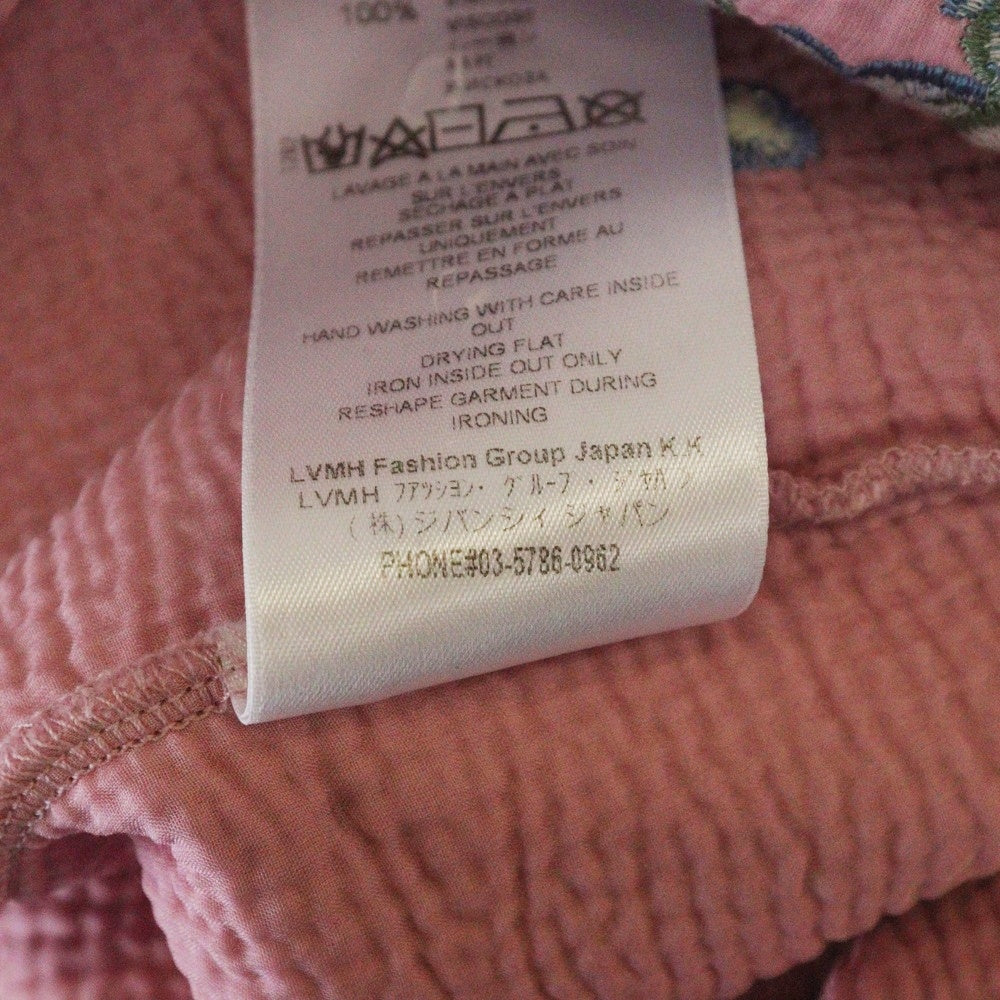 100%
VISCOSE
LAVAGE A LA MAIN AVEC SOIN
SUR L'ENVERS
SECHAGE A PLAT
REPASSER SUR L'ENVERS
UNIQUEMENT
REMETTRE EN FORME AU
REPASSAGE
HAND WASHING WITH CARE INSIDE
OUT
DRYING FLAT
IRON INSIDE OUT ONLY
RESHAPE GARMENT DURING
IRONING
LVMH Fashion Group Japan K.K
LVMH ファッション・グループ・ジャパン
(株)ジバンシィ ジャパン
PHONE#03-5786-0962